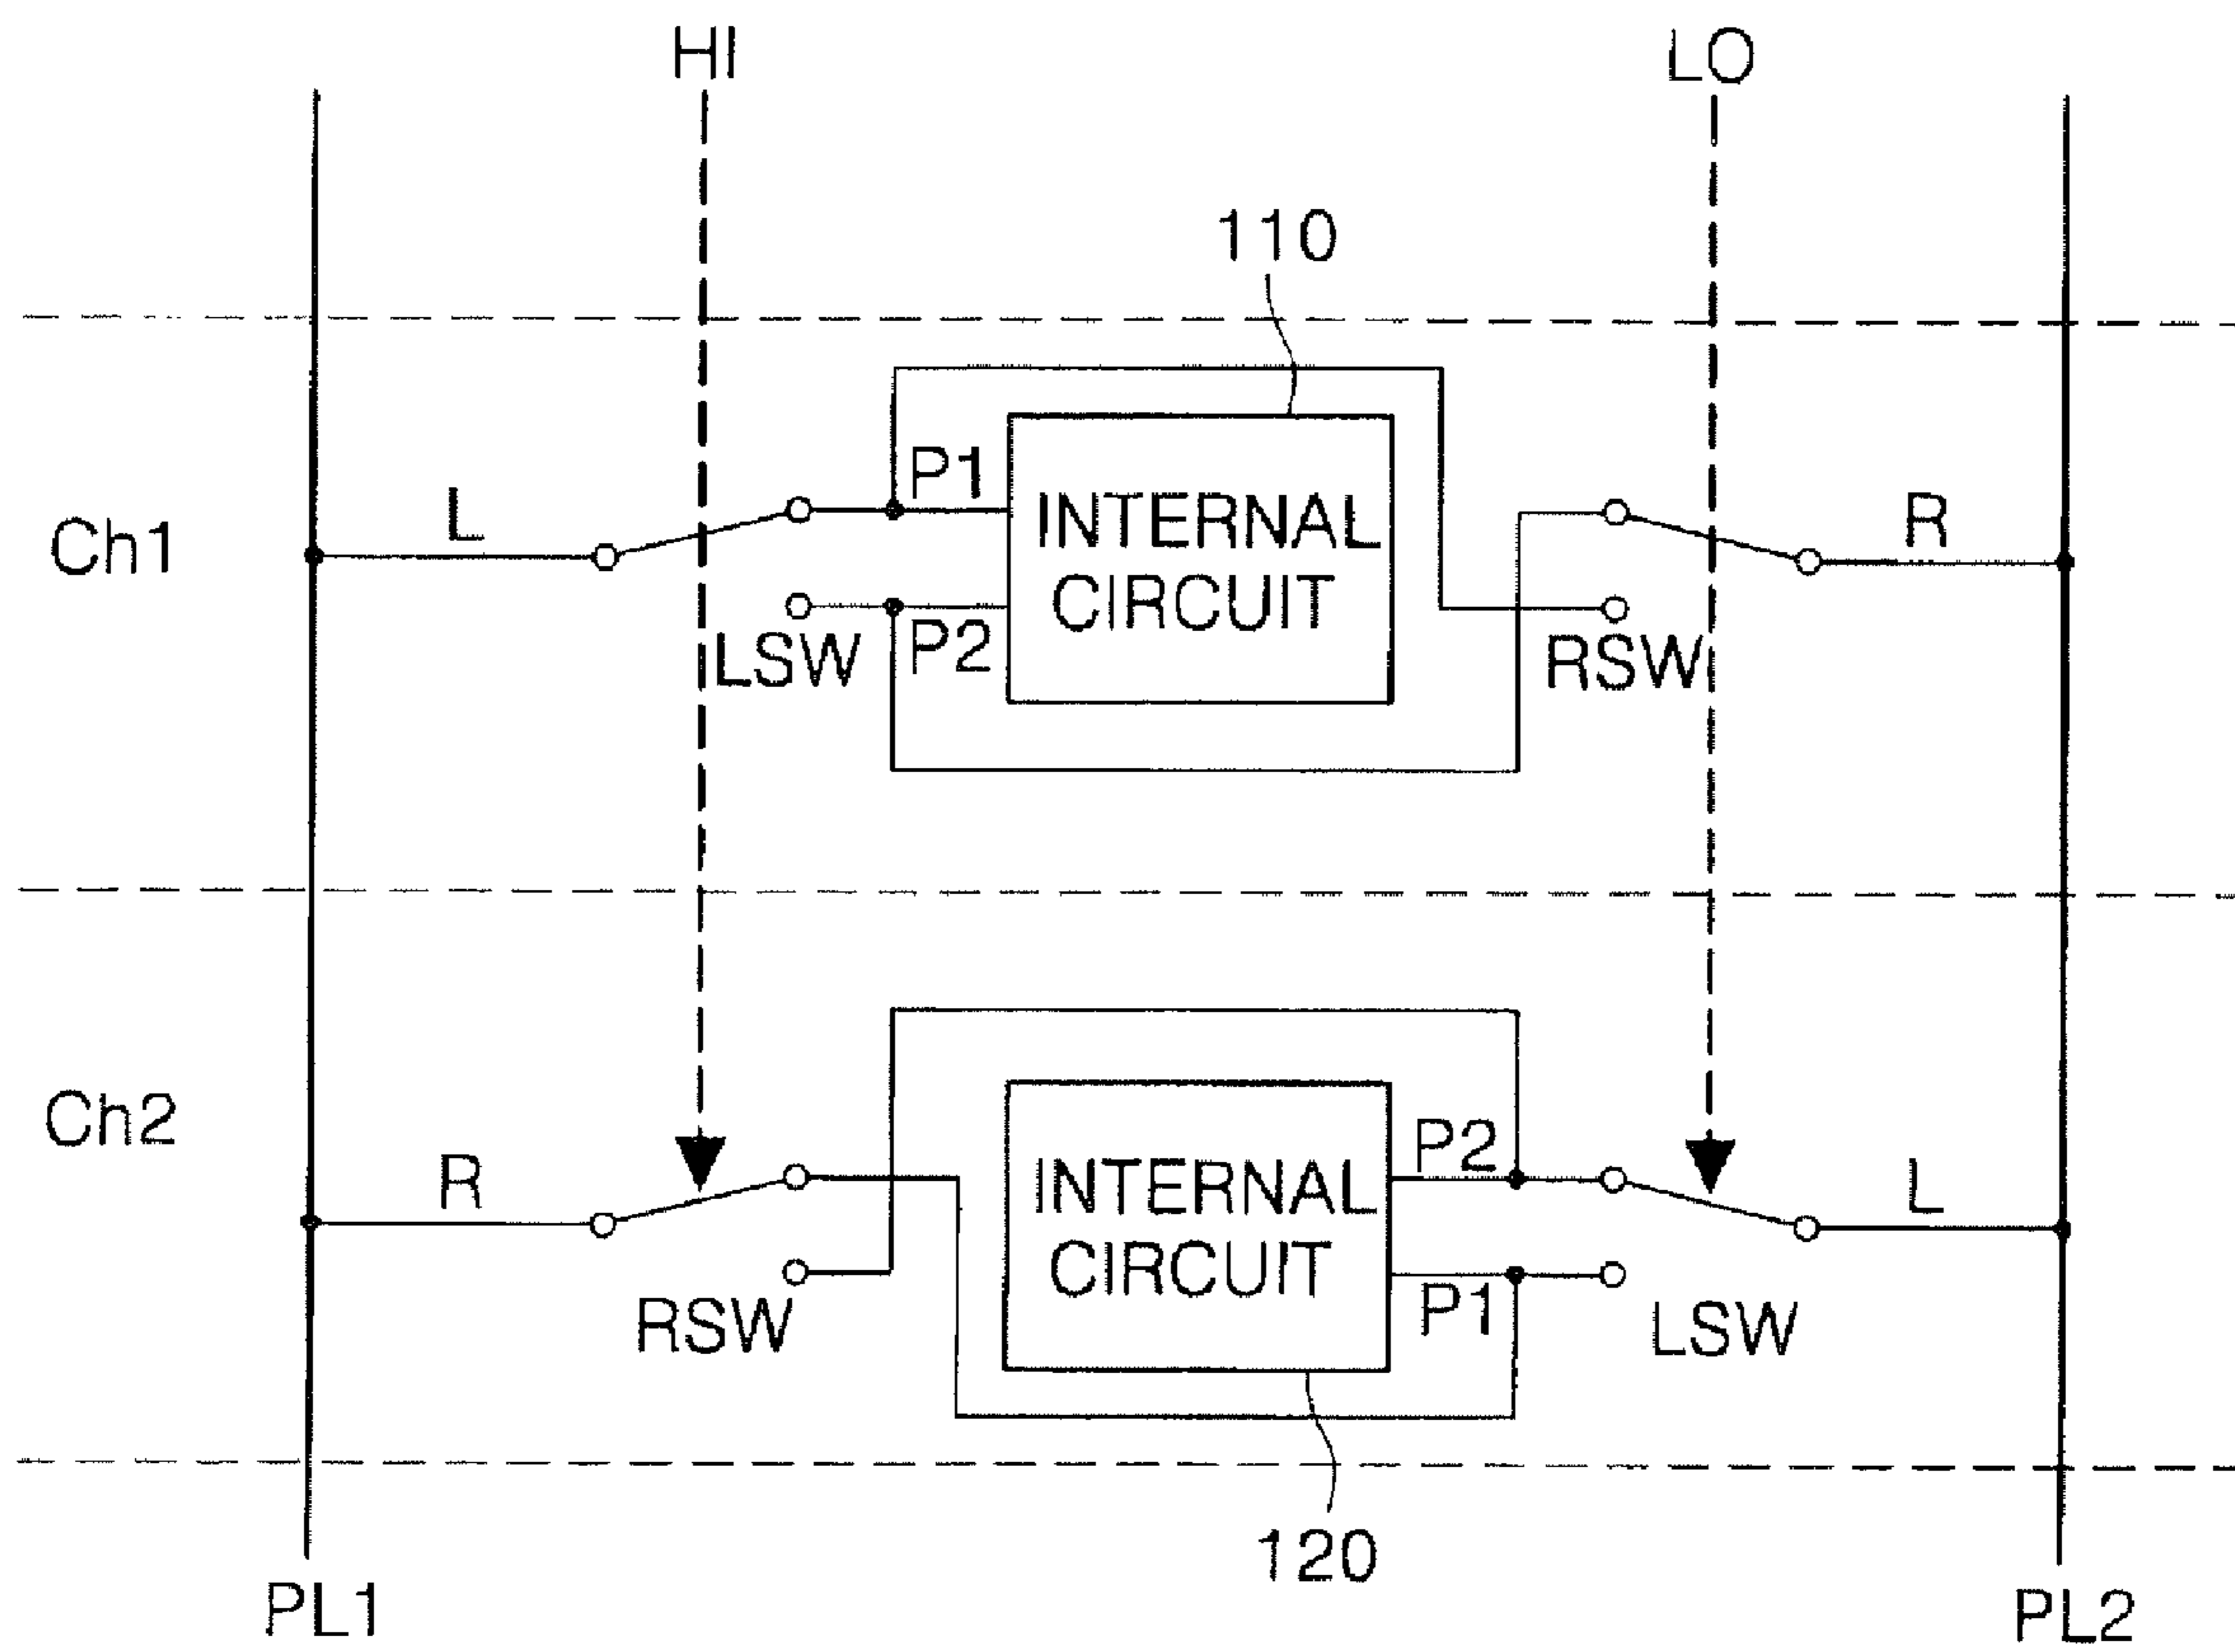 HI
LO
110
Ch1
L
P1
INTERNAL
CIRCUIT
R
LSW
P2
RSW
Ch2
R
INTERNAL
CIRCUIT
P2
L
RSW
P1
LSW
120
PL1
PL2